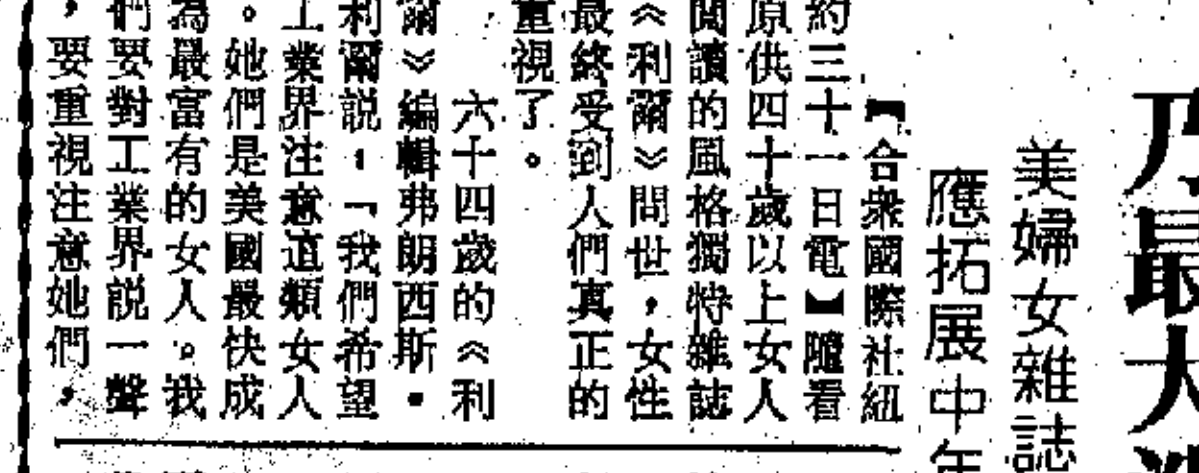 乃最大
美婦女雜誌
應拓展中年
【合衆國際社紐
約三十一日電】隨看
原供四十歲以上女人
閱讀的風格獨特雜誌
《利爾》問世，女性
最終受到人們真正的
重視了。
六十四歲的《利
爾》編輯弗朗西斯·
利爾説：「我們希望
工業界注意這類女人
。她們是美國最快成
為最富有的女人。我
們要對工業界説一聲
，要重視注意她們，